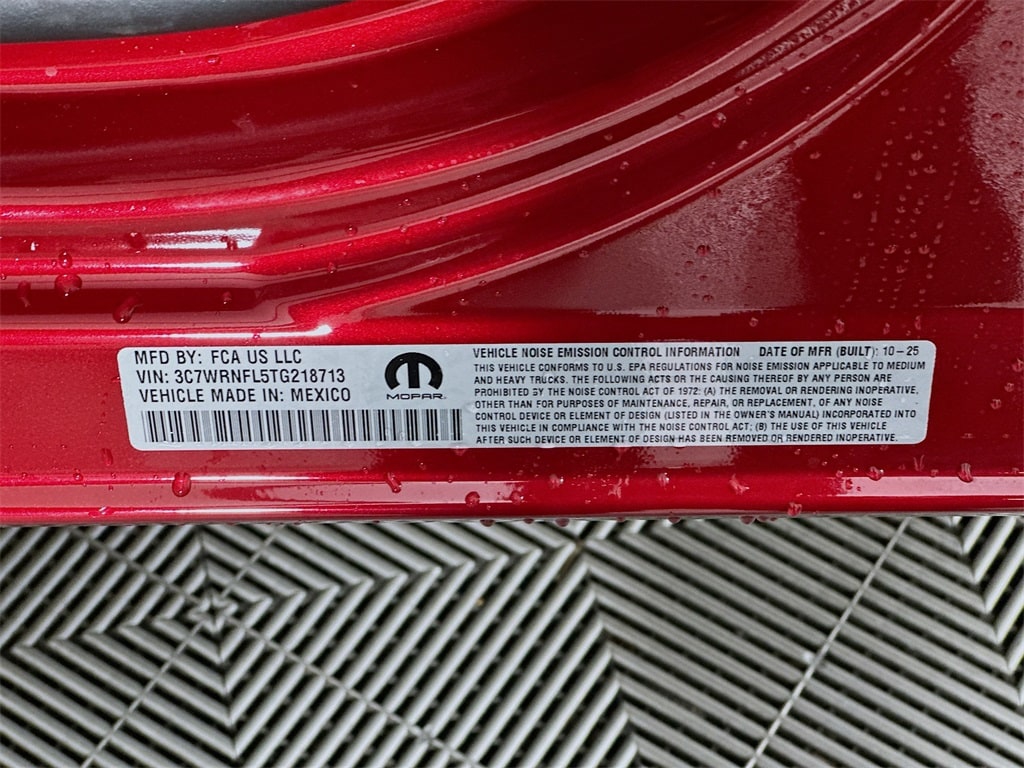 MFD BY: FCA US LLC
VIN: 3C7WRNFL5TG218713
VEHICLE MADE IN: MEXICO
MOPAR
VEHICLE NOISE EMISSION CONTROL INFORMATION DATE OF MFR (BUILT): 10-25
THIS VEHICLE CONFORMS TO U.S. EPA REGULATIONS FOR NOISE EMISSION APPLICABLE TO MEDIUM
AND HEAVY TRUCKS. THE FOLLOWING ACTS OR THE CAUSING THEREOF BY ANY PERSON ARE
PROHIBITED BY THE NOISE CONTROL ACT OF 1972: (A) THE REMOVAL OR RENDERING INOPERATIVE,
OTHER THAN FOR PURPOSES OF MAINTENANCE, REPAIR, OR REPLACEMENT, OF ANY NOISE
CONTROL DEVICE OR ELEMENT OF DESIGN (LISTED IN THE OWNER'S MANUAL) INCORPORATED INTO
THIS VEHICLE IN COMPLIANCE WITH THE NOISE CONTROL ACT; (B) THE USE OF THIS VEHICLE
AFTER SUCH DEVICE OR ELEMENT OF DESIGN HAS BEEN REMOVED OR RENDERED INOPERATIVE.